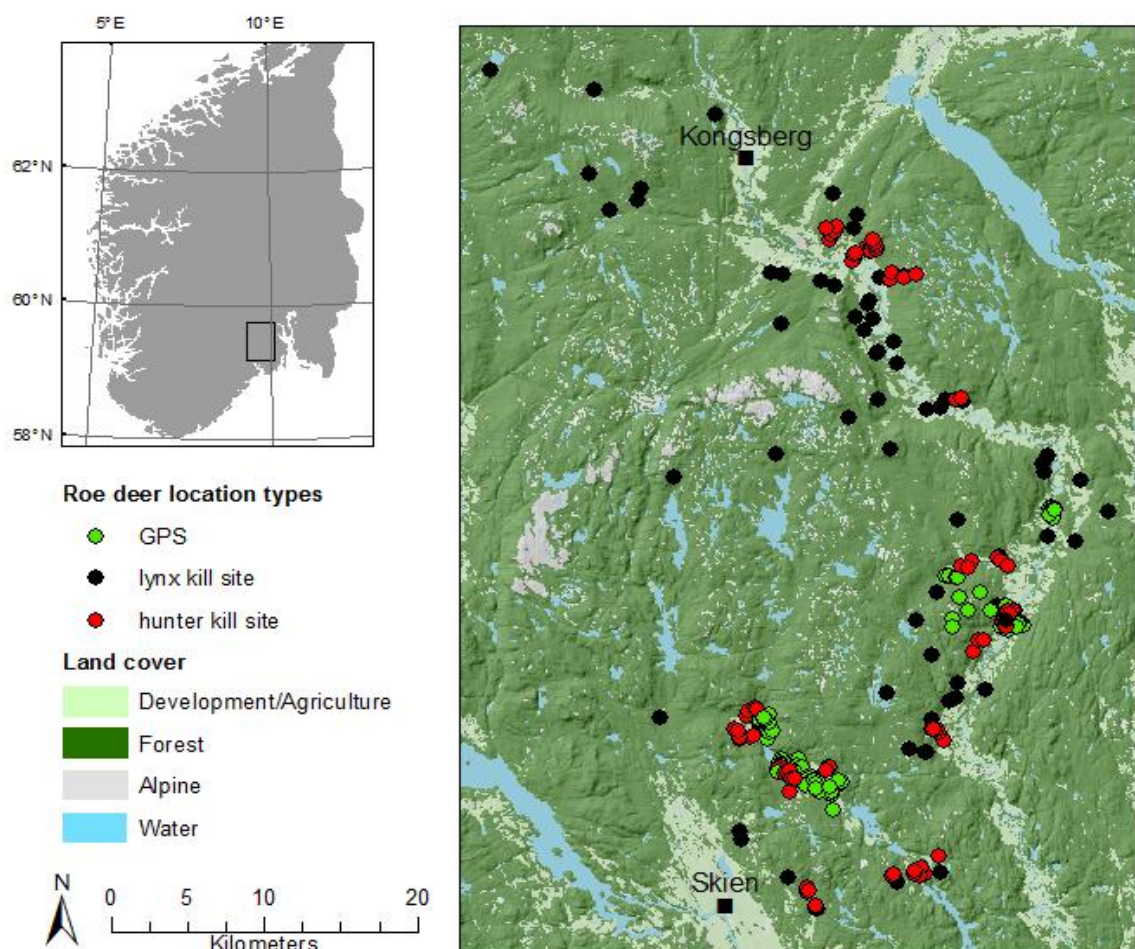 5°E
10°E
62°N
60°N
58°N
Roe deer location types
GPS
lynx kill site
hunter kill site
Land cover
Development/Agriculture
Forest
Alpine
Water
N
0 5 10 20
Kilometers
Kongsberg
Skien